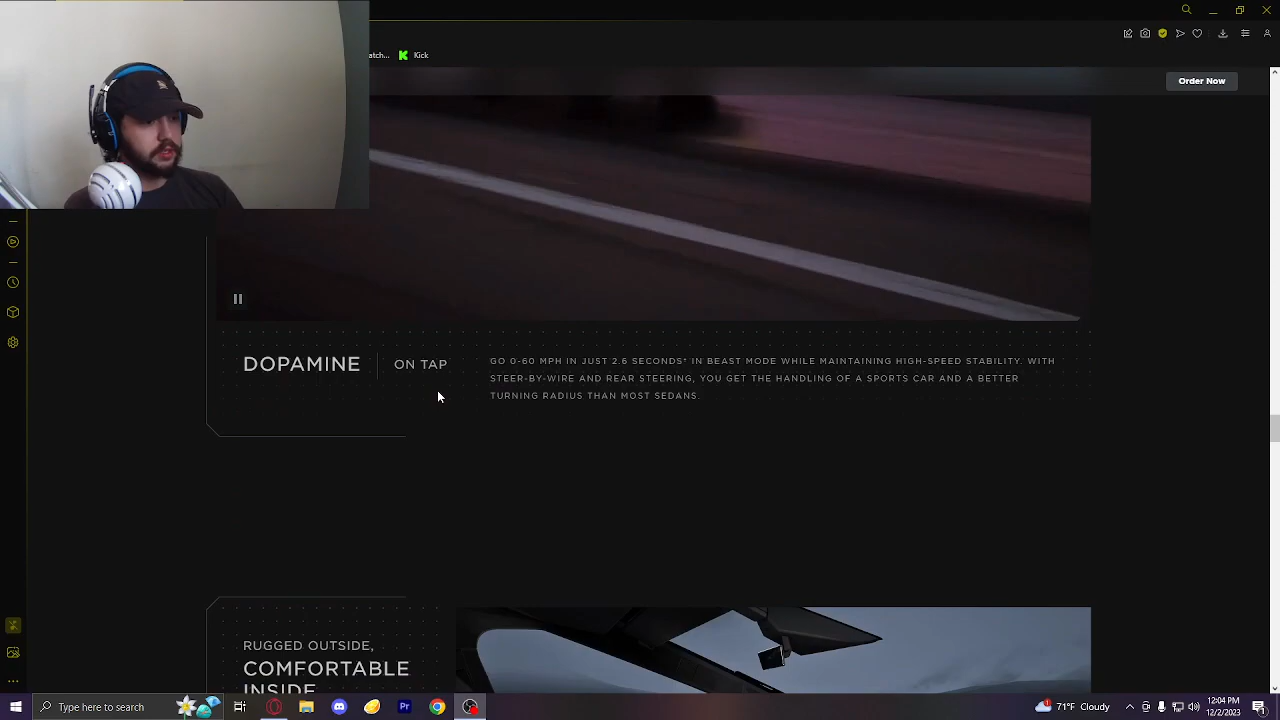 atch...
Kick
Order Now
DOPAMINE
ON TAP
GO 0-60 MPH IN JUST 2.6 SECONDS* IN BEAST MODE WHILE MAINTAINING HIGH-SPEED STABILITY. WITH
STEER-BY-WIRE AND REAR STEERING, YOU GET THE HANDLING OF A SPORTS CAR AND A BETTER
TURNING RADIUS THAN MOST SEDANS.
RUGGED OUTSIDE,
COMFORTABLE
INSIDE
Type here to search
Pr
71°F Cloudy
12:04 PM
12/2/2023